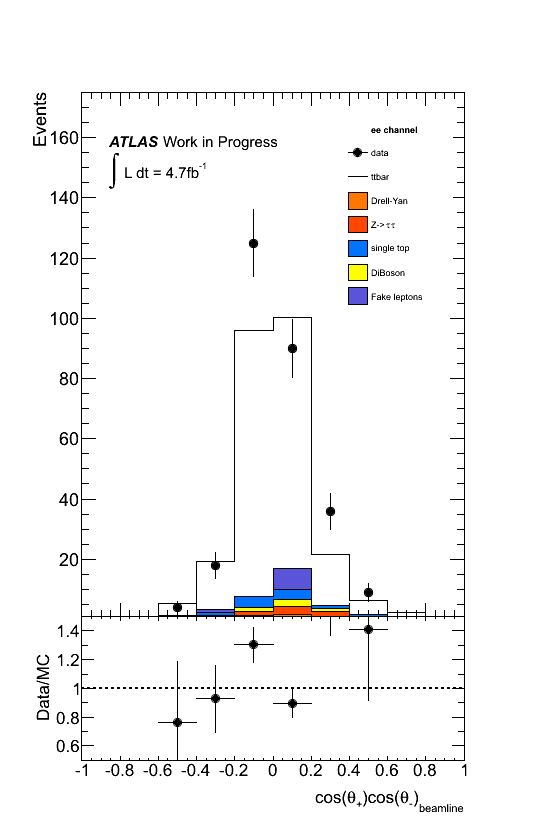 Events
160
140
120
100
80
60
40
20
ATLAS Work in Progress
∫ L dt = 4.7fb⁻¹
ee channel
data
ttbar
Drell-Yan
Z->ττ
single top
DiBoson
Fake leptons
Data/MC
1.4
1.2
1
0.8
0.6
-1 -0.8 -0.6 -0.4 -0.2 0 0.2 0.4 0.6 0.8 1
cos(θ₊)cos(θ₋)beamline